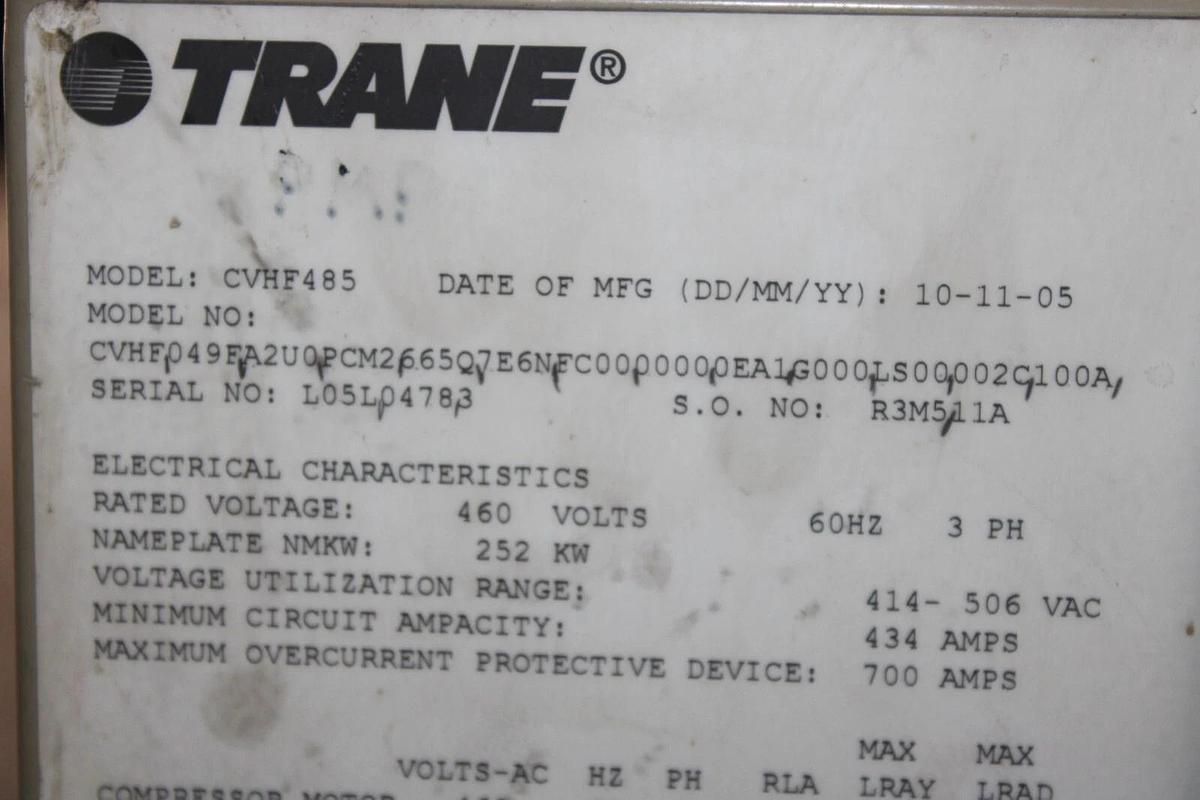 TRANE®
MODEL: CVHF485 DATE OF MFG (DD/MM/YY): 10-11-05
MODEL NO:
CVHF049FA2U0PCM2665Q7E6NFC0000000EA1G000LS00002C100A
SERIAL NO: L05L04783 S.O. NO: R3M511A
ELECTRICAL CHARACTERISTICS
RATED VOLTAGE: 460 VOLTS 60HZ 3 PH
NAMEPLATE NMKW: 252 KW
VOLTAGE UTILIZATION RANGE: 414- 506 VAC
MINIMUM CIRCUIT AMPACITY: 434 AMPS
MAXIMUM OVERCURRENT PROTECTIVE DEVICE: 700 AMPS
MAX MAX
VOLTS-AC HZ PH RLA LRAY LRAD
COMPRESSOR MOTOR